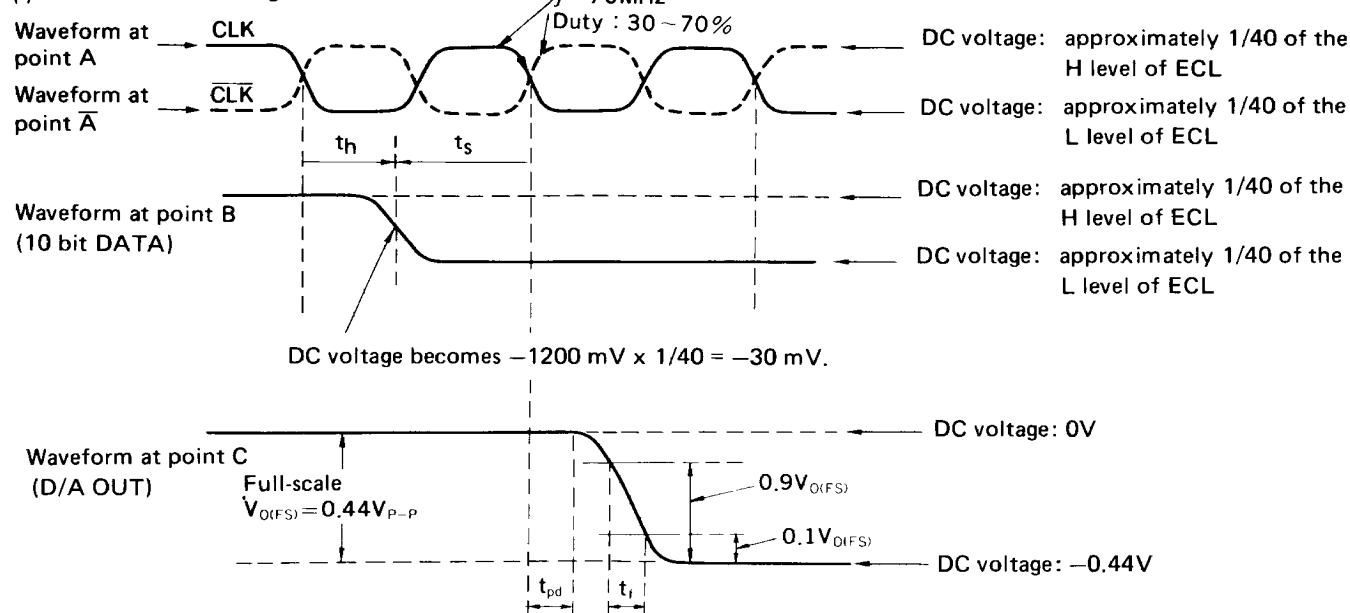 Duty : 30~70%
Waveform at
point A
CLK
DC voltage: approximately 1/40 of the
H level of ECL
Waveform at
point A̅
C̅L̅K̅
DC voltage: approximately 1/40 of the
L level of ECL
th
ts
Waveform at point B
(10 bit DATA)
DC voltage: approximately 1/40 of the
H level of ECL
DC voltage: approximately 1/40 of the
L level of ECL
DC voltage becomes −1200 mV x 1/40 = −30 mV.
DC voltage: 0V
Waveform at point C
(D/A OUT)
Full-scale
VO(FS)=0.44VP-P
0.9VO(FS)
0.1VO(FS)
DC voltage: −0.44V
tpd
tf